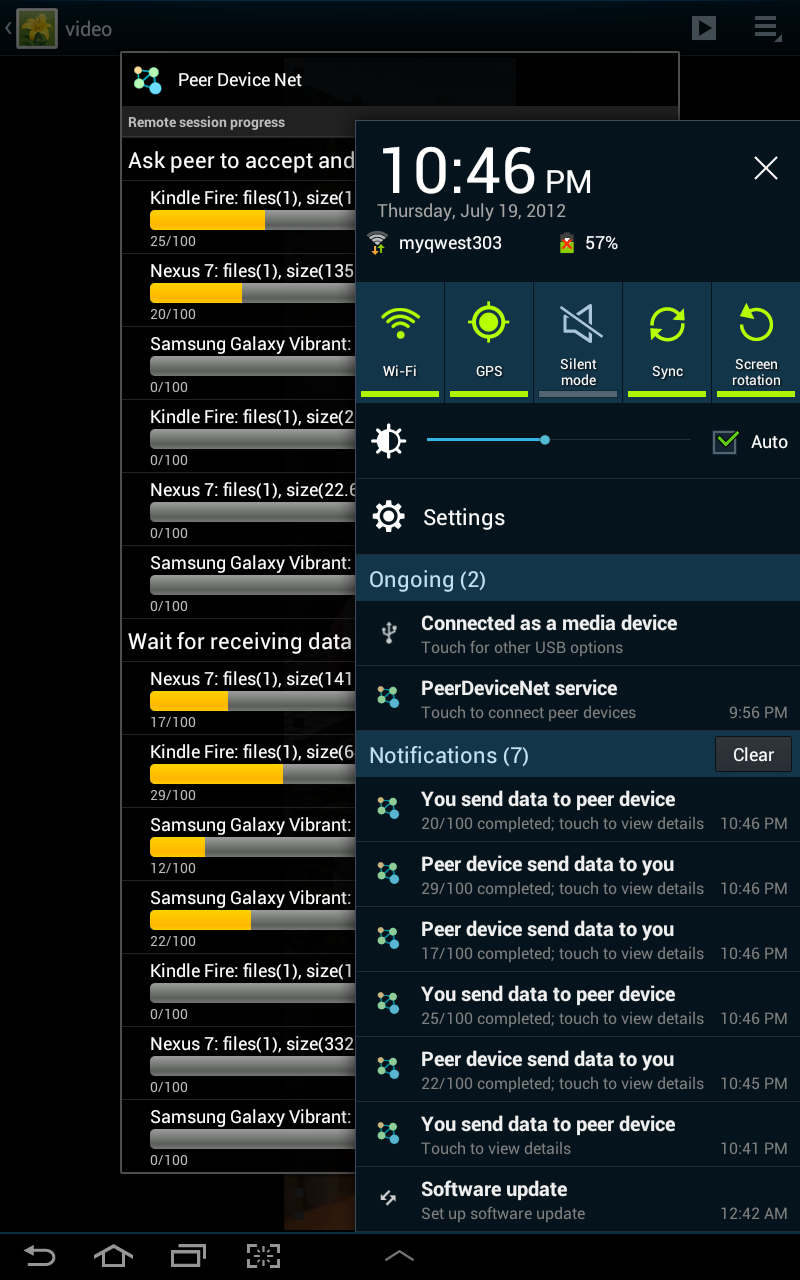 video
Peer Device Net
Remote session progress
Ask peer to accept and
Kindle Fire: files(1), size(1
25/100
Nexus 7: files(1), size(135
20/100
Samsung Galaxy Vibrant:
0/100
Kindle Fire: files(1), size(2
0/100
Nexus 7: files(1), size(22.6
0/100
Samsung Galaxy Vibrant:
0/100
Wait for receiving data
Nexus 7: files(1), size(141
17/100
Kindle Fire: files(1), size(6
29/100
Samsung Galaxy Vibrant:
12/100
Samsung Galaxy Vibrant:
22/100
Kindle Fire: files(1), size(1
0/100
Nexus 7: files(1), size(332
0/100
Samsung Galaxy Vibrant:
0/100
10:46 PM
Thursday, July 19, 2012
myqwest303 57%
Wi-Fi
GPS
Silent
mode
Sync
Screen
rotation
Auto
Settings
Ongoing (2)
Connected as a media device
Touch for other USB options
PeerDeviceNet service
Touch to connect peer devices 9:56 PM
Notifications (7) Clear
You send data to peer device
20/100 completed; touch to view details 10:46 PM
Peer device send data to you
29/100 completed; touch to view details 10:46 PM
Peer device send data to you
17/100 completed; touch to view details 10:46 PM
You send data to peer device
25/100 completed; touch to view details 10:46 PM
Peer device send data to you
22/100 completed; touch to view details 10:45 PM
You send data to peer device
Touch to view details 10:41 PM
Software update
Set up software update 12:42 AM